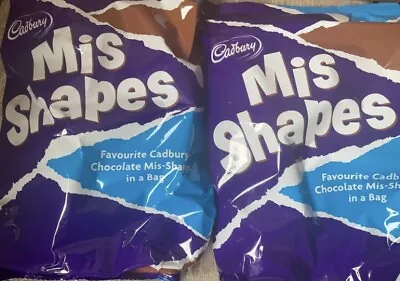 Cadbury
Mis
Shapes
Favourite Cadbury
Chocolate Mis-Sha
in a Bag
Cadbury
Mis
Shapes
Favourite Cadb
Chocolate Mis-Sh
in a Bag